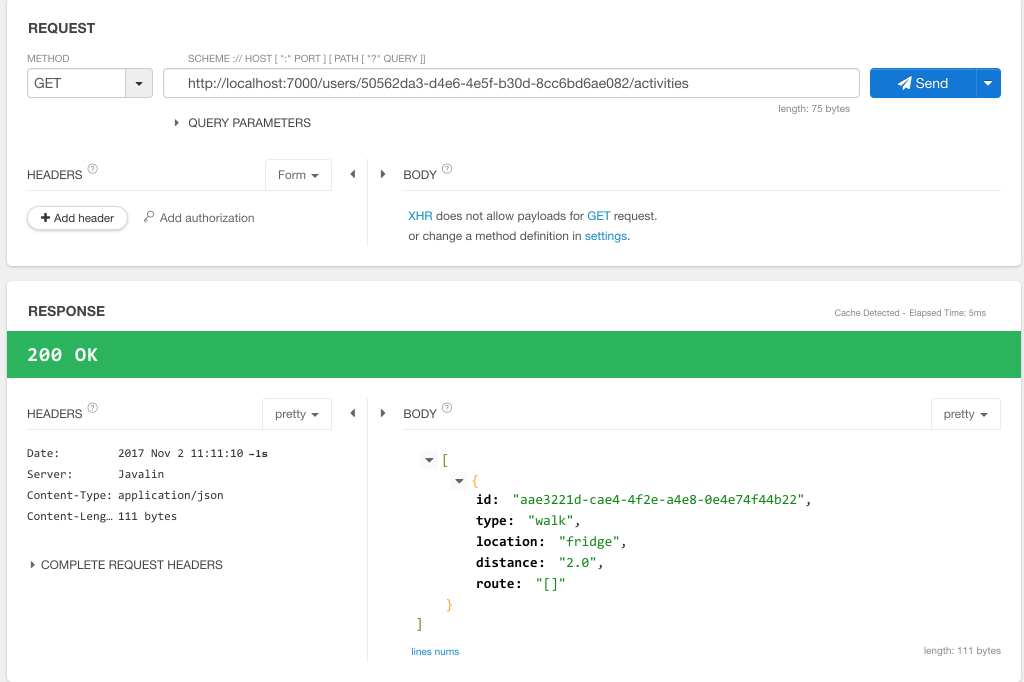 REQUEST
METHOD
SCHEME :// HOST [ ":" PORT ] [ PATH [ "?" QUERY ]]
GET
http://localhost:7000/users/50562da3-d4e6-4e5f-b30d-8cc6bd6ae082/activities
Send
length: 75 bytes
QUERY PARAMETERS
HEADERS ?
Form
BODY ?
Add header
Add authorization
XHR does not allow payloads for GET request.
or change a method definition in settings.
RESPONSE
Cache Detected - Elapsed Time: 5ms
200 OK
HEADERS ?
pretty
BODY ?
pretty
Date: 2017 Nov 2 11:11:10 -1s
Server: Javalin
Content-Type: application/json
Content-Leng… 111 bytes
COMPLETE REQUEST HEADERS
[
{
id: "aae3221d-cae4-4f2e-a4e8-0e4e74f44b22",
type: "walk",
location: "fridge",
distance: "2.0",
route: "[]"
}
]
lines nums
length: 111 bytes